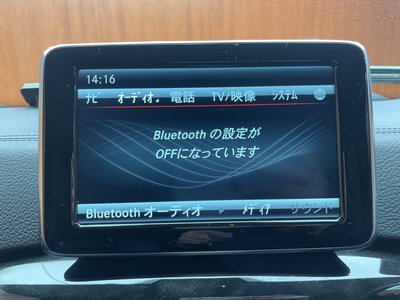 14:16
ﾅﾋﾞ ｵｰﾃﾞｨｵ 電話 TV/映像 ｼｽﾃﾑ
Bluetooth の設定が
OFFになっています
Bluetooth オーディオ ﾒﾃﾞｨｱ サウンド